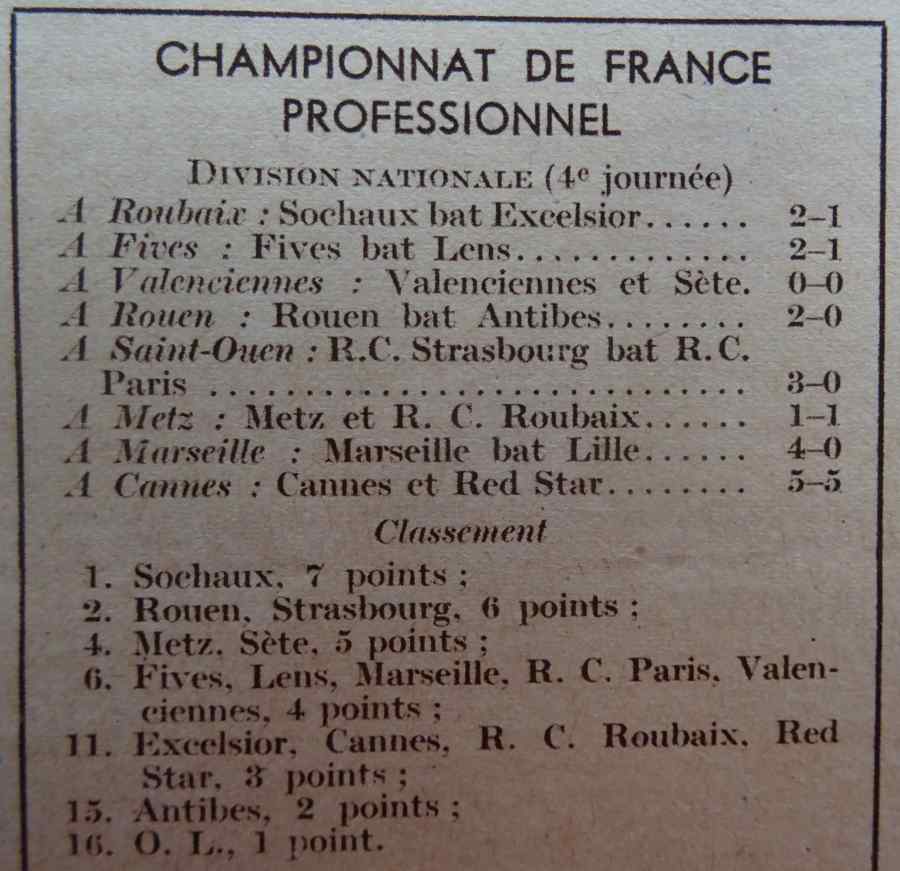 CHAMPIONNAT DE FRANCE
PROFESSIONNEL
DIVISION NATIONALE (4e journée)
A Roubaix : Sochaux bat Excelsior...... 2–1
A Fives : Fives bat Lens............. 2–1
A Valenciennes : Valenciennes et Sète. 0–0
A Rouen : Rouen bat Antibes........ 2–0
A Saint-Ouen : R.C. Strasbourg bat R.C.
Paris ............................... 3–0
A Metz : Metz et R. C. Roubaix...... 1–1
A Marseille : Marseille bat Lille...... 4–0
A Cannes : Cannes et Red Star........ 5–5
Classement
1. Sochaux, 7 points ;
2. Rouen, Strasbourg, 6 points ;
4. Metz, Sète, 5 points ;
6. Fives, Lens, Marseille, R. C. Paris, Valen-
ciennes, 4 points ;
11. Excelsior, Cannes, R. C. Roubaix, Red
Star, 3 points ;
15. Antibes, 2 points ;
16. O. L., 1 point.